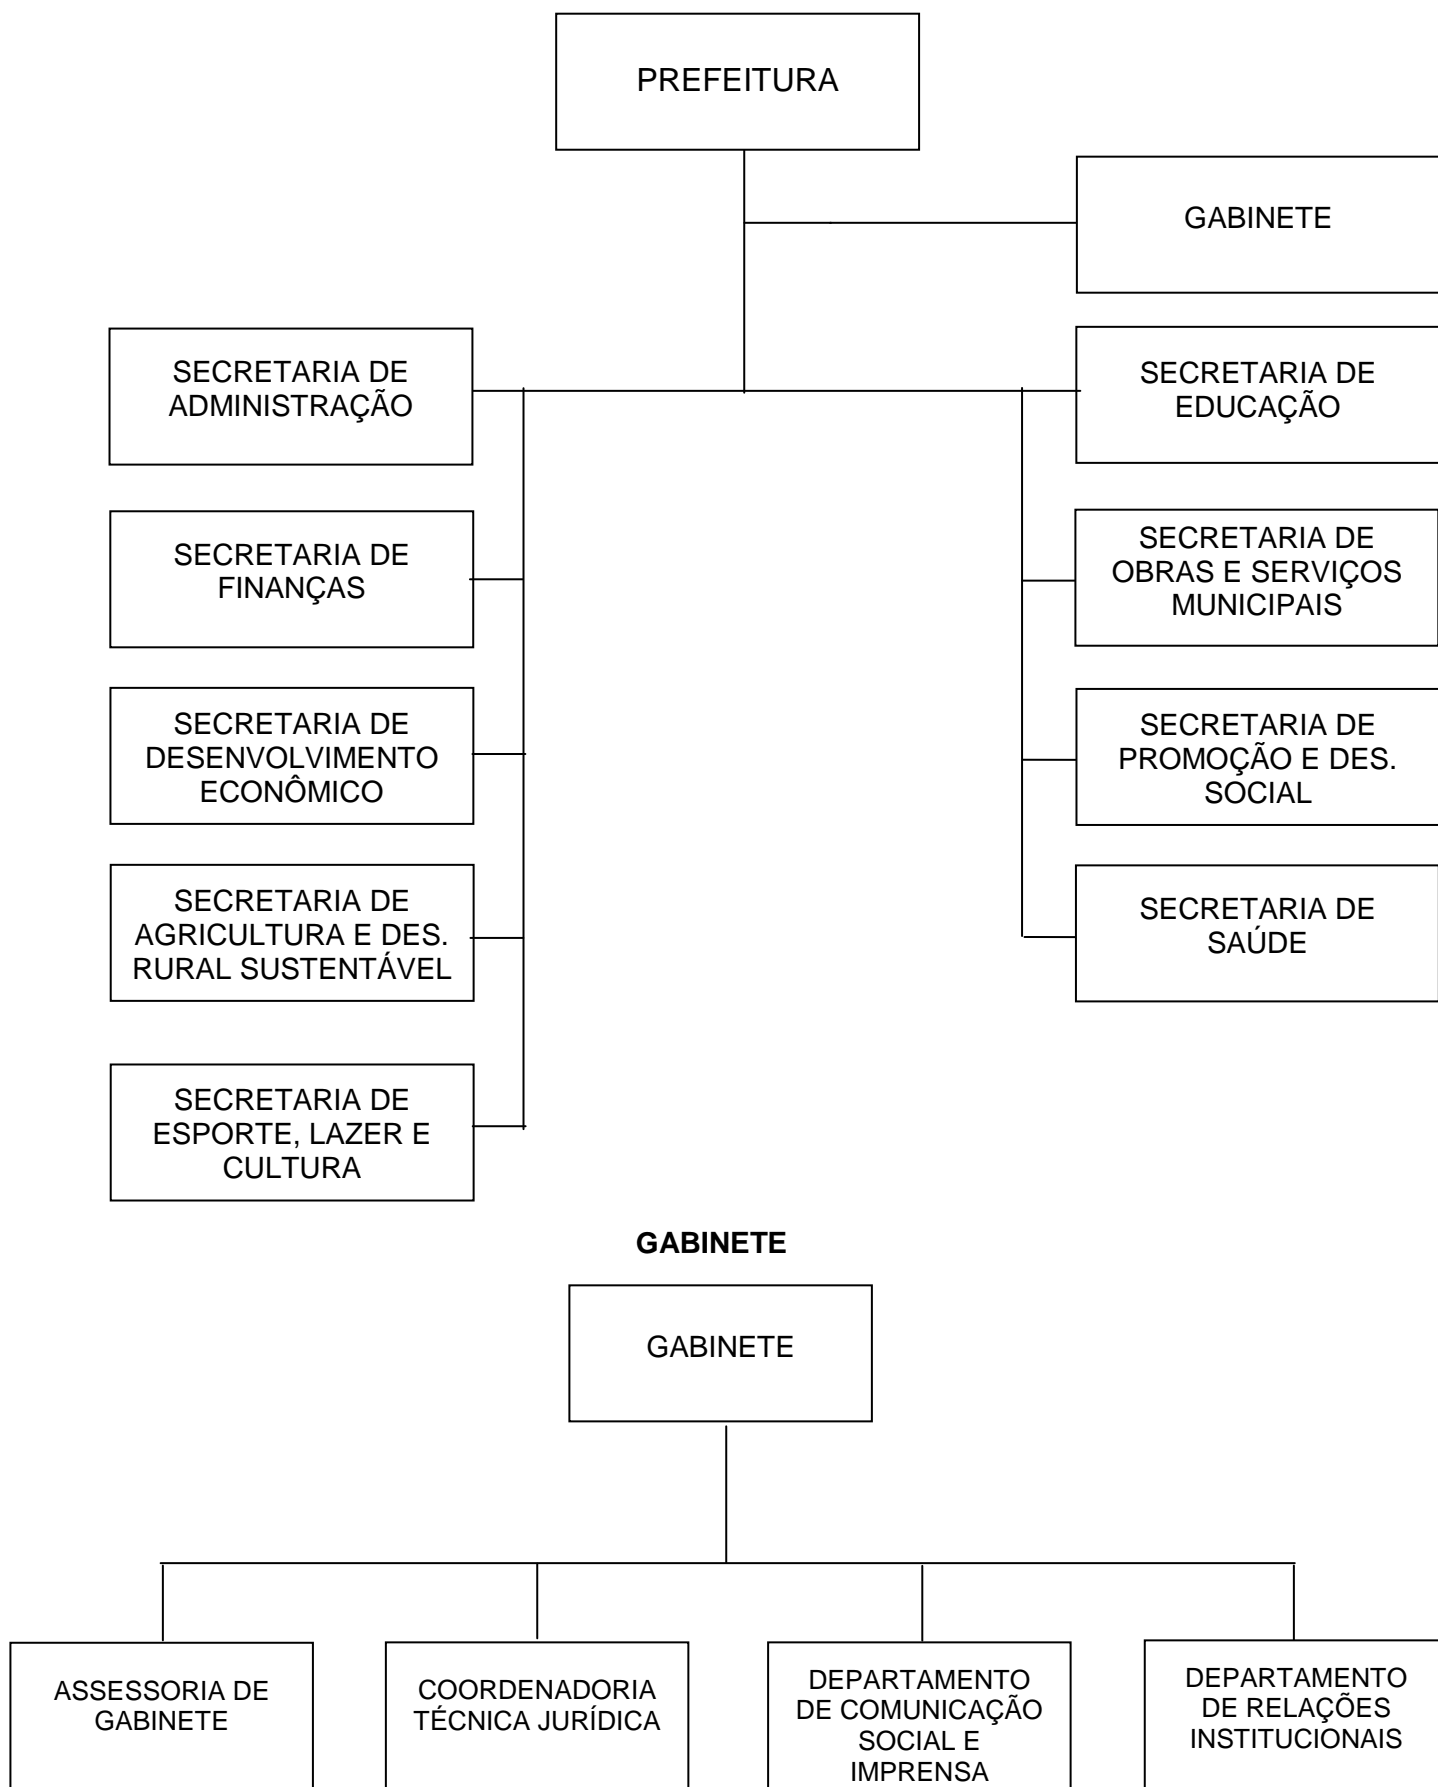 PREFEITURA
GABINETE
SECRETARIA DE
ADMINISTRAÇÃO
SECRETARIA DE
EDUCAÇÃO
SECRETARIA DE
FINANÇAS
SECRETARIA DE
OBRAS E SERVIÇOS
MUNICIPAIS
SECRETARIA DE
DESENVOLVIMENTO
ECONÔMICO
SECRETARIA DE
PROMOÇÃO E DES.
SOCIAL
SECRETARIA DE
AGRICULTURA E DES.
RURAL SUSTENTÁVEL
SECRETARIA DE
SAÚDE
SECRETARIA DE
ESPORTE, LAZER E
CULTURA
GABINETE
GABINETE
ASSESSORIA DE
GABINETE
COORDENADORIA
TÉCNICA JURÍDICA
DEPARTAMENTO
DE COMUNICAÇÃO
SOCIAL E
IMPRENSA
DEPARTAMENTO
DE RELAÇÕES
INSTITUCIONAIS